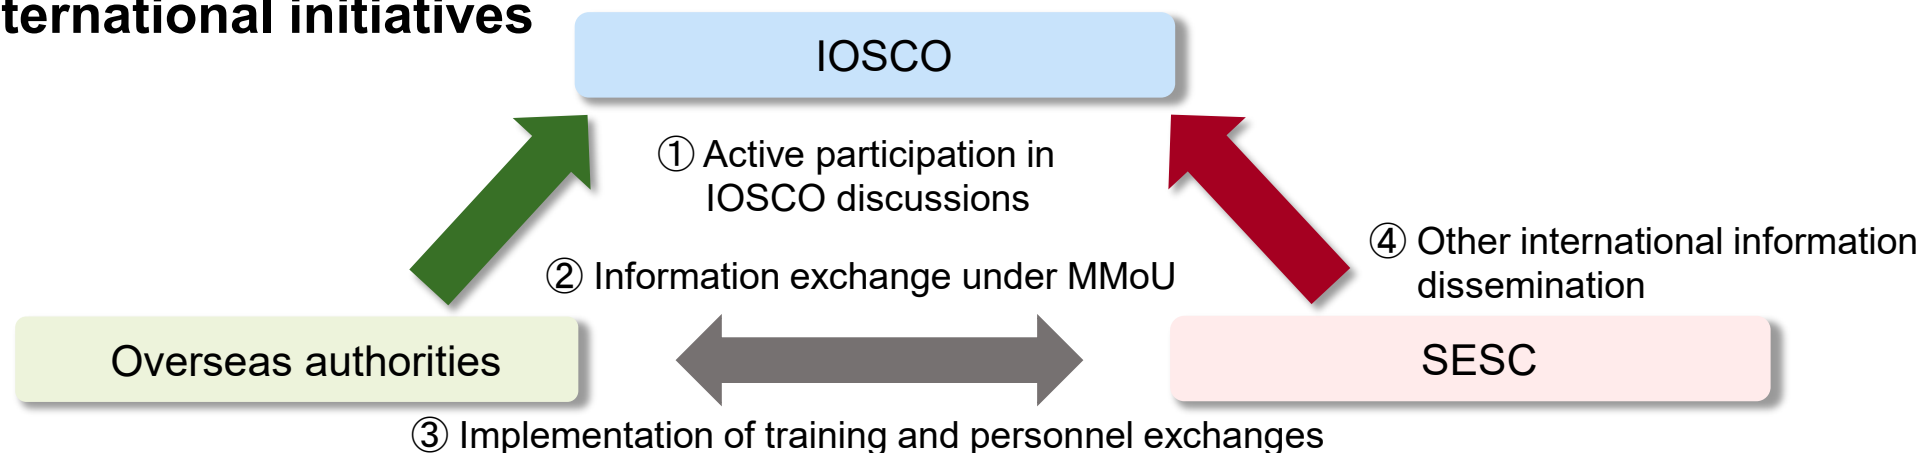 ternational initiatives
IOSCO
① Active participation in
IOSCO discussions
② Information exchange under MMoU
④ Other international information
dissemination
Overseas authorities
SESC
③ Implementation of training and personnel exchanges